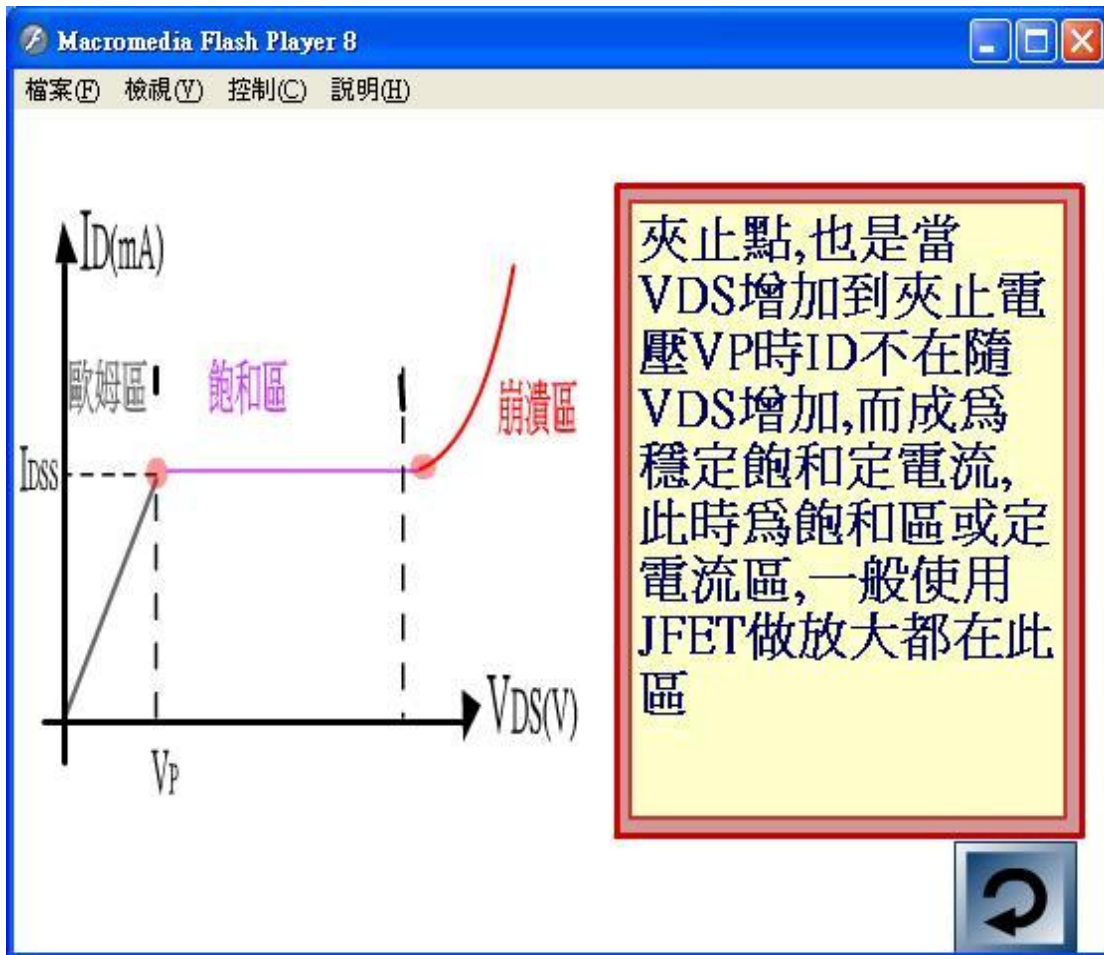 Macromedia Flash Player 8
檔案(F) 檢視(V) 控制(C) 說明(H)
ID(mA)
歐姆區
飽和區
崩潰區
IDSS
VDS(V)
VP
夾止點,也是當
VDS增加到夾止電
壓VP時ID不在隨
VDS增加,而成為
穩定飽和定電流,
此時為飽和區或定
電流區,一般使用
JFET做放大都在此
區